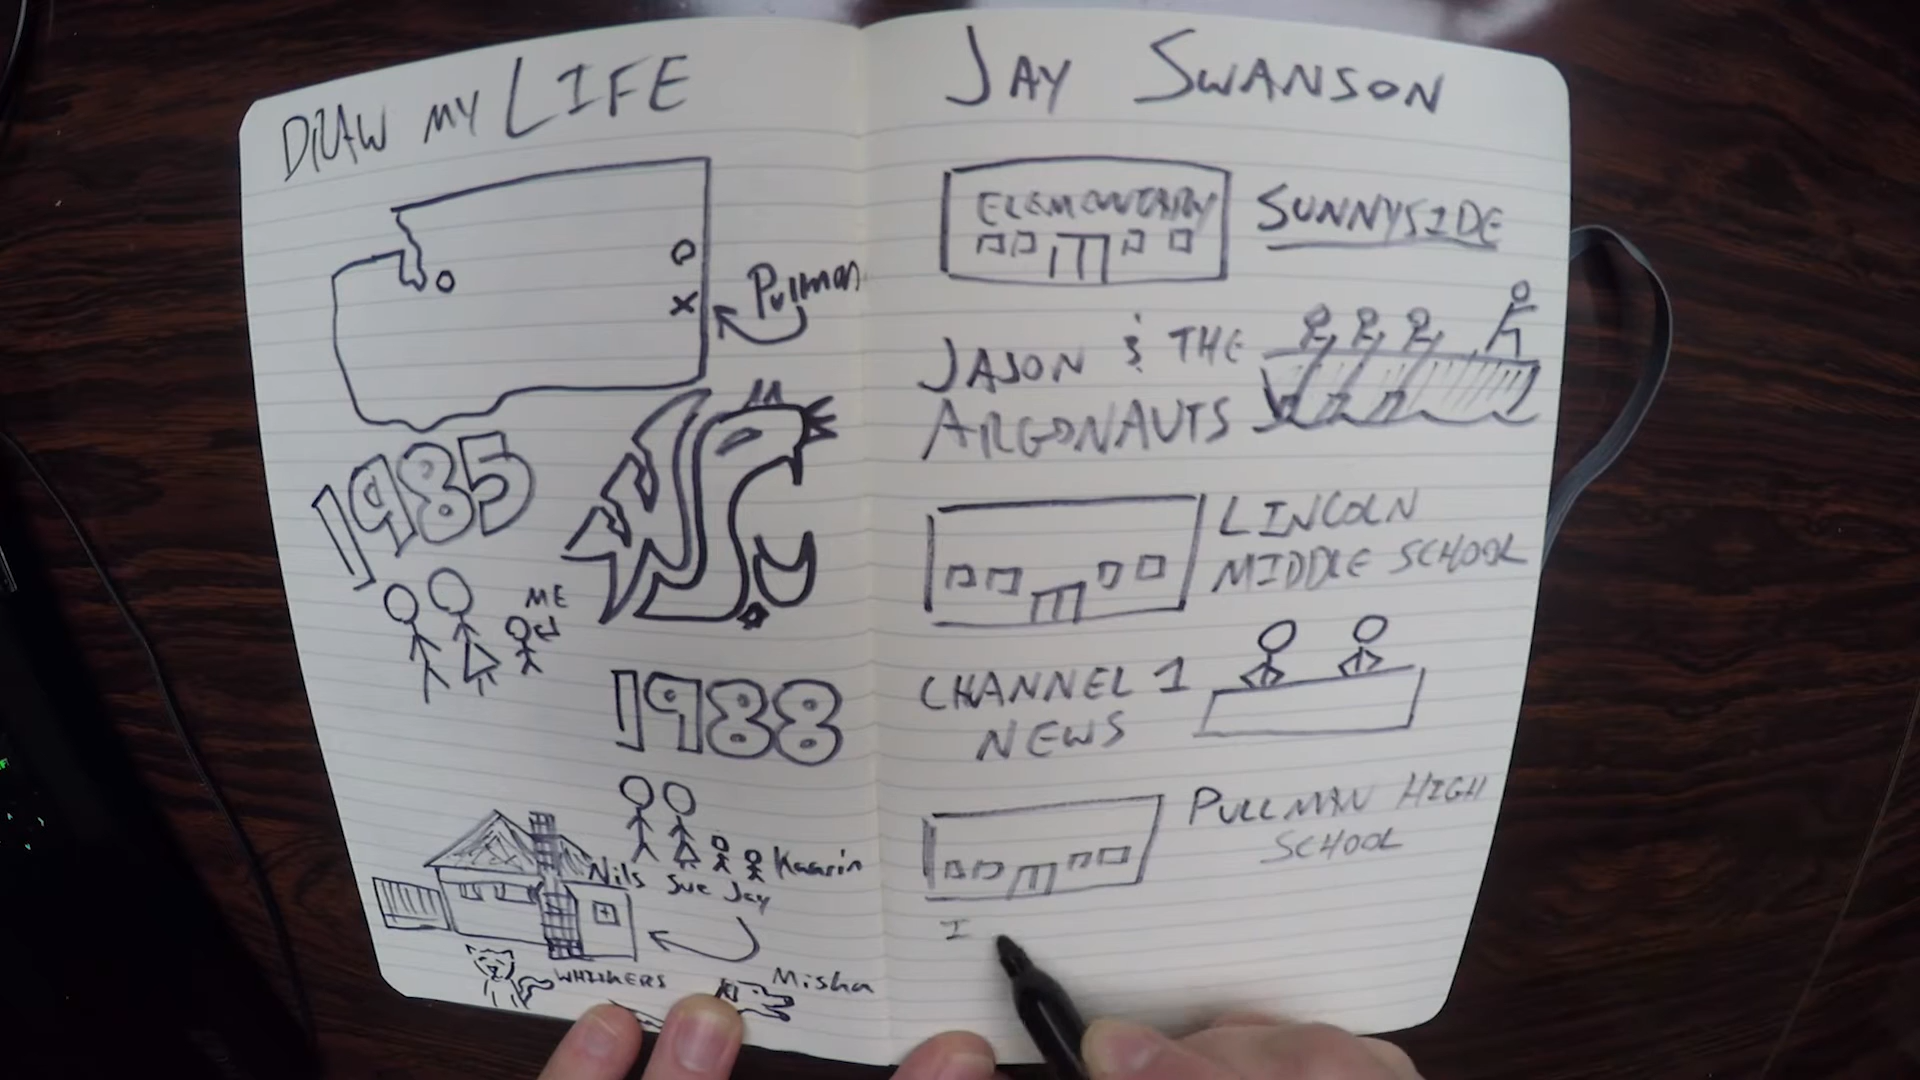 DRAW MY LIFE
Pullman
1985
ME
1988
Nils Sue Jay Kaarin
WHISKERS
Misha
JAY SWANSON
ELEMENTARY
SUNNYSIDE
JASON & THE
ARGONAUTS
LINCOLN
MIDDLE SCHOOL
CHANNEL 1
NEWS
PULLMAN HIGH
SCHOOL
I